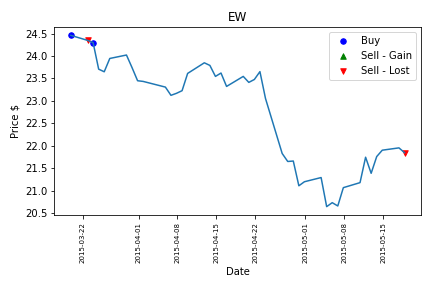 EW
Price $
24.5
24.0
23.5
23.0
22.5
22.0
21.5
21.0
20.5
Buy
Sell - Gain
Sell - Lost
2015-03-22
2015-04-01
2015-04-08
2015-04-15
2015-04-22
2015-05-01
2015-05-08
2015-05-15
Date